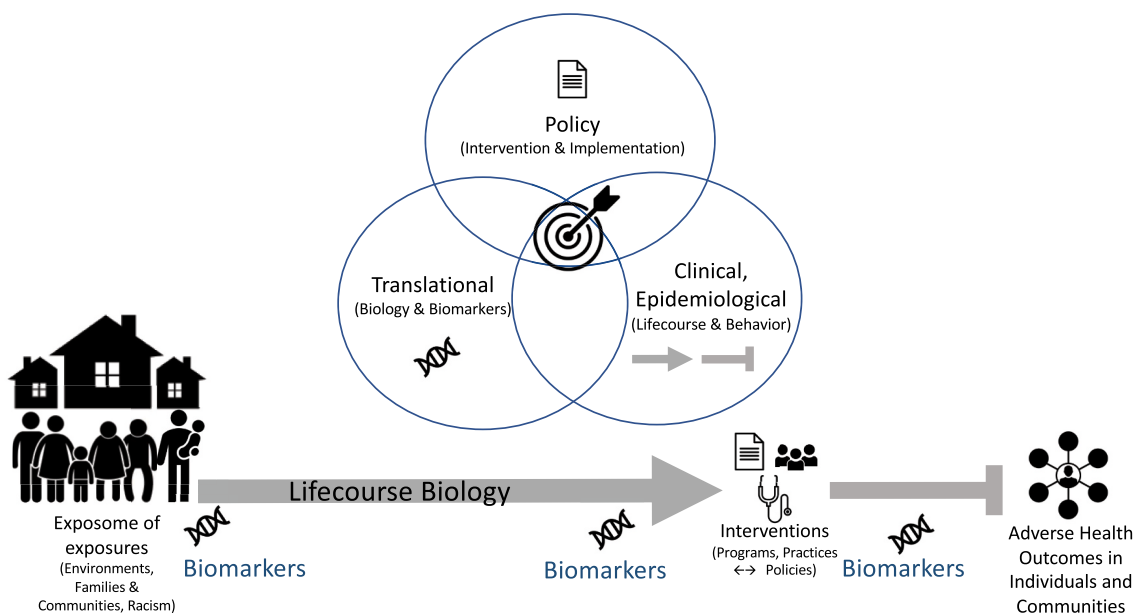 Policy
(Intervention & Implementation)
Translational
(Biology & Biomarkers)
Clinical,
Epidemiological
(Lifecourse & Behavior)
Lifecourse Biology
Exposome of
exposures
(Environments,
Families &
Communities, Racism)
Biomarkers
Biomarkers
Interventions
(Programs, Practices
←→ Policies)
Biomarkers
Adverse Health
Outcomes in
Individuals and
Communities